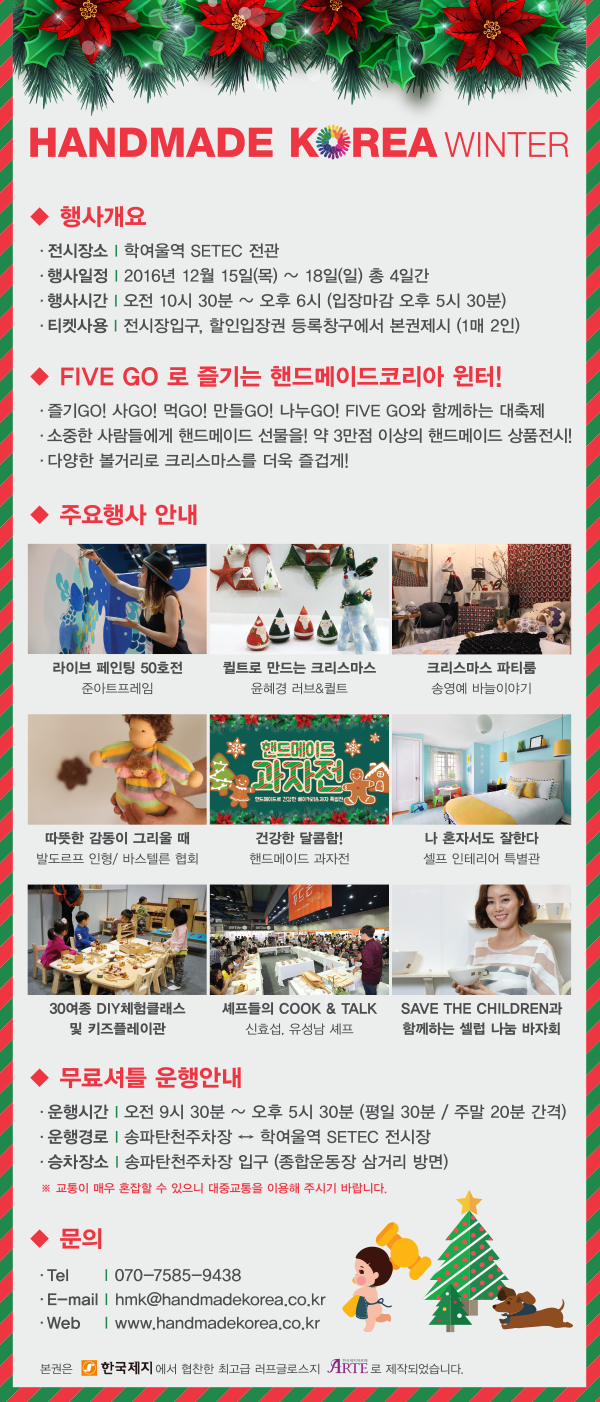 HANDMADE KOREA WINTER
◆ 행사개요
· 전시장소 | 학여울역 SETEC 전관
· 행사일정 | 2016년 12월 15일(목) ~ 18일(일) 총 4일간
· 행사시간 | 오전 10시 30분 ~ 오후 6시 (입장마감 오후 5시 30분)
· 티켓사용 | 전시장입구, 할인입장권 등록창구에서 본권제시 (1매 2인)
◆ FIVE GO 로 즐기는 핸드메이드코리아 윈터!
· 즐기GO! 사GO! 먹GO! 만들GO! 나누GO! FIVE GO와 함께하는 대축제
· 소중한 사람들에게 핸드메이드 선물을! 약 3만점 이상의 핸드메이드 상품전시!
· 다양한 볼거리로 크리스마스를 더욱 즐겁게!
◆ 주요행사 안내
라이브 페인팅 50호전
준아트프레임
퀼트로 만드는 크리스마스
윤혜경 러브&퀼트
크리스마스 파티룸
송영예 바늘이야기
핸드메이드
과자전
핸드메이드로 건강한 베이커리&과자 특별전
따뜻한 감동이 그리울 때
발도르프 인형/ 바스텔른 협회
건강한 달콤함!
핸드메이드 과자전
나 혼자서도 잘한다
셀프 인테리어 특별관
30여종 DIY체험클래스
및 키즈플레이관
셰프들의 COOK & TALK
신효섭, 유성남 셰프
SAVE THE CHILDREN과
함께하는 셀럽 나눔 바자회
◆ 무료셔틀 운행안내
· 운행시간 | 오전 9시 30분 ~ 오후 5시 30분 (평일 30분 / 주말 20분 간격)
· 운행경로 | 송파탄천주차장 ↔ 학여울역 SETEC 전시장
· 승차장소 | 송파탄천주차장 입구 (종합운동장 삼거리 방면)
※ 교통이 매우 혼잡할 수 있으니 대중교통을 이용해 주시기 바랍니다.
◆ 문의
· Tel | 070-7585-9438
· E-mail | hmk@handmadekorea.co.kr
· Web | www.handmadekorea.co.kr
본권은 한국제지 에서 협찬한 최고급 러프글로스지 ARTE 로 제작되었습니다.